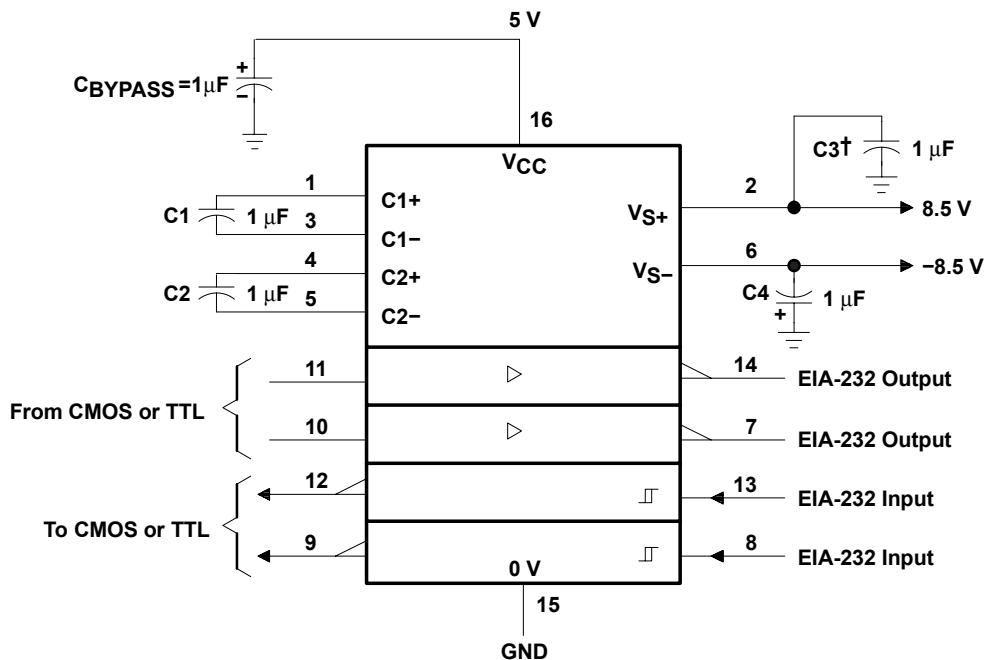 5 V
CBYPASS =1μF
+
−
16
VCC
C3†
1 μF
1
C1+
2
VS+
8.5 V
C1
1 μF
3
C1−
4
C2+
6
VS−
−8.5 V
C2
1 μF
5
C2−
C4
1 μF
+
From CMOS or TTL
11
14
EIA-232 Output
10
7
EIA-232 Output
To CMOS or TTL
12
13
EIA-232 Input
9
8
EIA-232 Input
0 V
15
GND